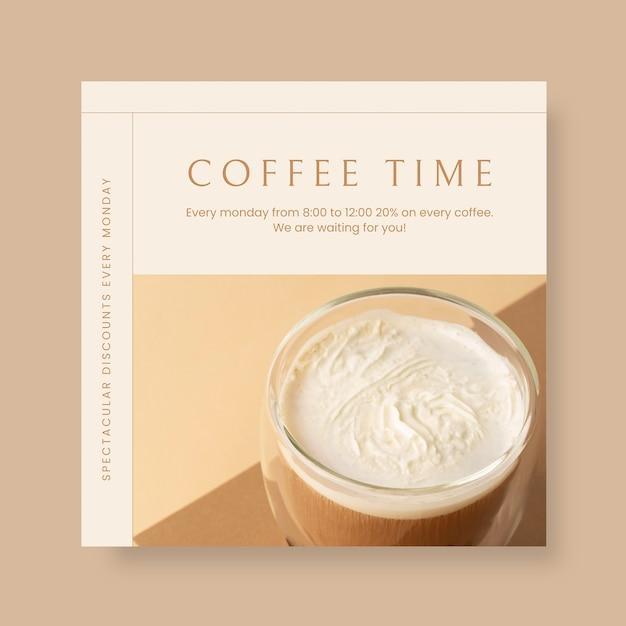 COFFEE TIME
Every monday from 8:00 to 12:00 20% on every coffee.
We are waiting for you!
SPECTACULAR DISCOUNTS EVERY MONDAY